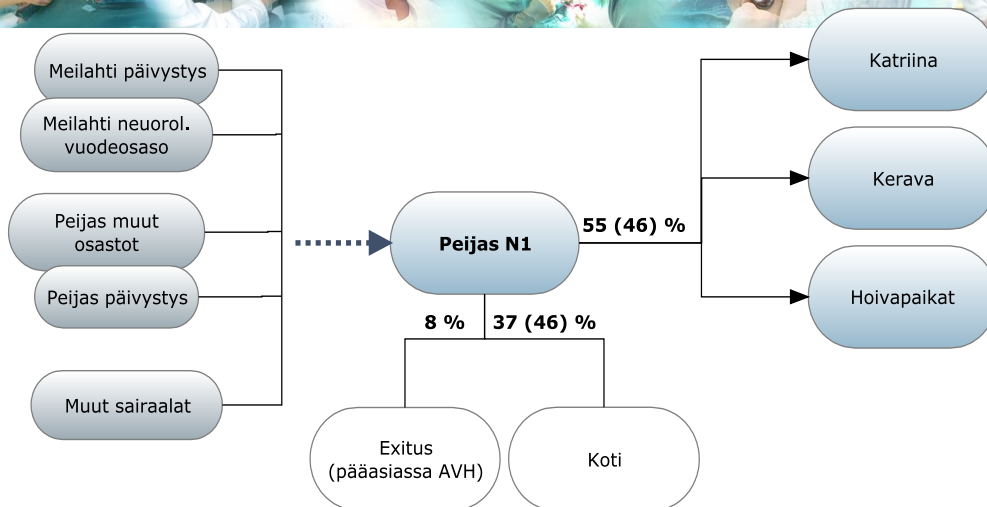 Meilahti päivystys
Meilahti neuorol.
vuodeosaso
Peijas muut
osastot
Peijas päivystys
Muut sairaalat
Peijas N1
55 (46) %
8 %
37 (46) %
Exitus
(pääasiassa AVH)
Koti
Katriina
Kerava
Hoivapaikat